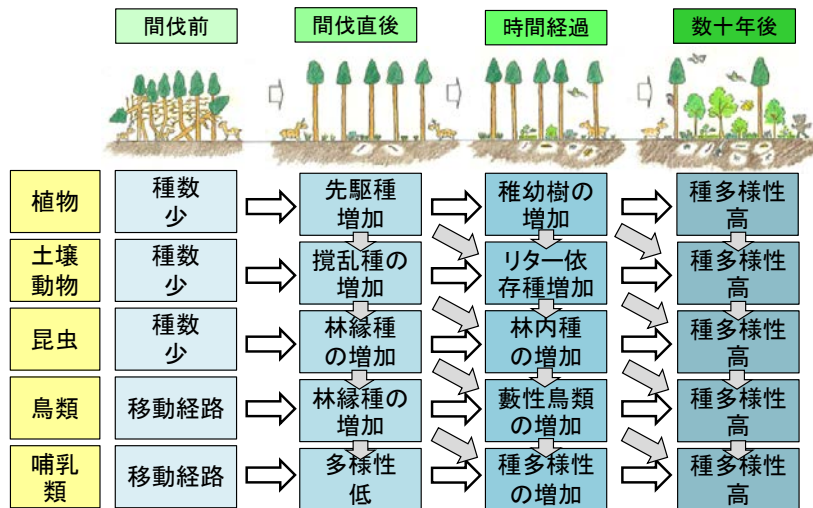 間伐前
間伐直後
時間経過
数十年後
植物
種数
少
先駆種
増加
稚幼樹の
増加
種多様性
高
土壌
動物
種数
少
撹乱種の
増加
リター依
存種増加
種多様性
高
昆虫
種数
少
林縁種
の増加
林内種
の増加
種多様性
高
鳥類
移動経路
林縁種の
増加
藪性鳥類
の増加
種多様性
高
哺乳
類
移動経路
多様性
低
種多様性
の増加
種多様性
高